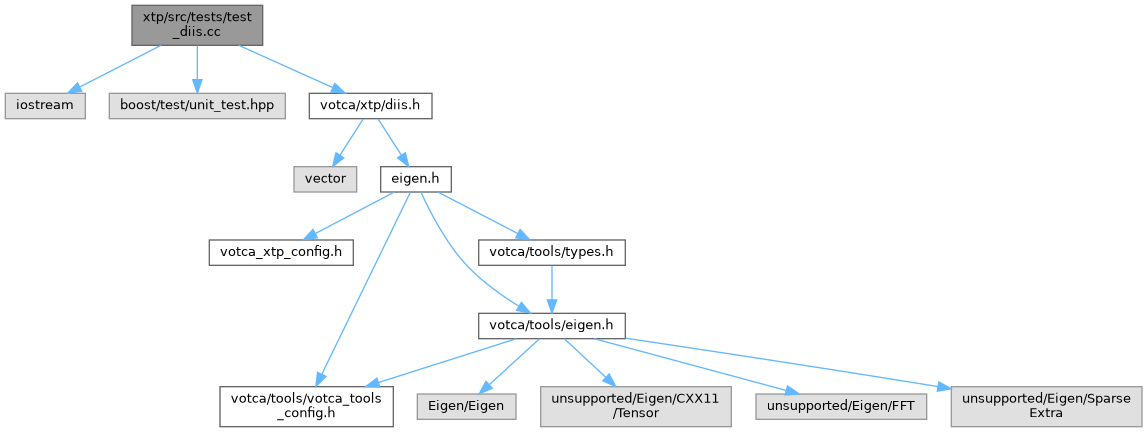 xtp/src/tests/test
_diis.cc
iostream
boost/test/unit_test.hpp
votca/xtp/diis.h
vector
eigen.h
votca_xtp_config.h
votca/tools/types.h
votca/tools/eigen.h
votca/tools/votca_tools
_config.h
Eigen/Eigen
unsupported/Eigen/CXX11
/Tensor
unsupported/Eigen/FFT
unsupported/Eigen/Sparse
Extra